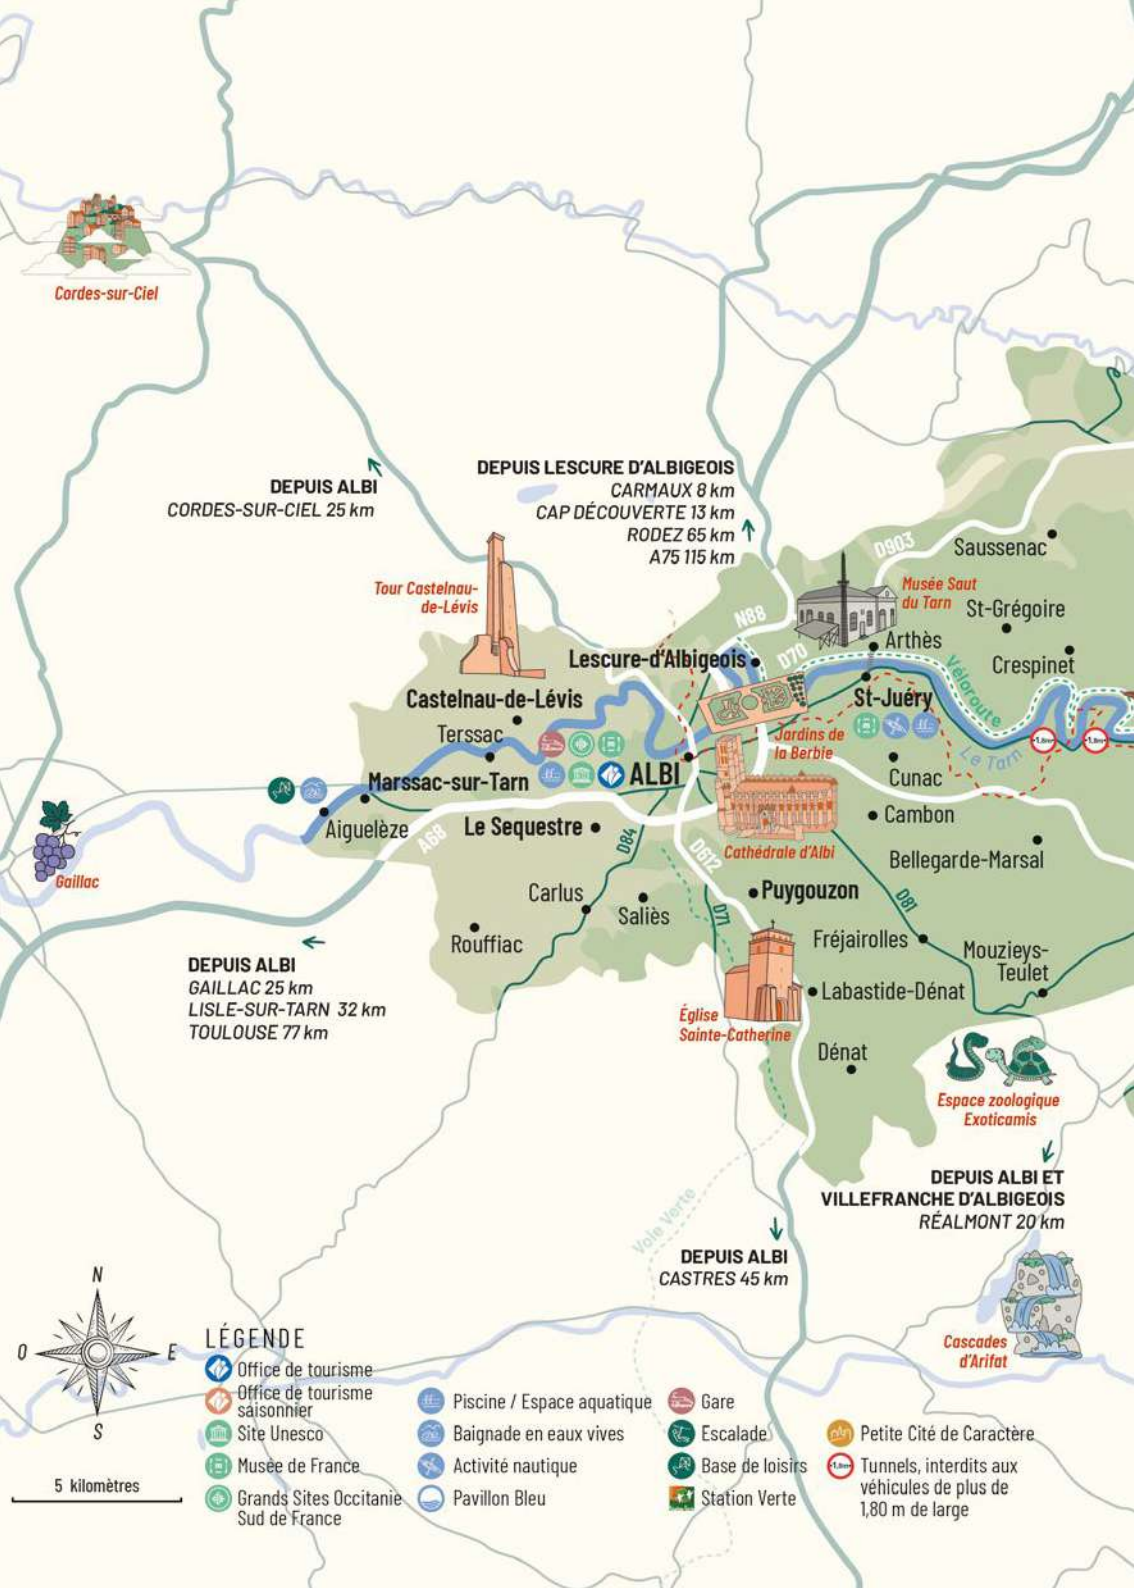 Cordes-sur-Ciel
DEPUIS ALBI
CORDES-SUR-CIEL 25 km
DEPUIS LESCURE D'ALBIGEOIS
CARMAUX 8 km
CAP DÉCOUVERTE 13 km
RODEZ 65 km
A75 115 km
D903
Saussenac
Tour Castelnau-
de-Lévis
Musée Saut
du Tarn
St-Grégoire
N88
Arthès
D70
Crespinet
Lescure-d'Albigeois
Véloroute
Castelnau-de-Lévis
St-Juéry
Terssac
Jardins de
la Berbie
1,8m
1,8m
Le Tarn
ALBI
Cunac
Marssac-sur-Tarn
Aiguelèze
A68
Le Sequestre
Cambon
D84
D612
Cathédrale d'Albi
Bellegarde-Marsal
Gaillac
Carlus
Puygouzon
D81
Saliès
D71
Rouffiac
Fréjairolles
Mouzieys-
Teulet
DEPUIS ALBI
GAILLAC 25 km
LISLE-SUR-TARN 32 km
TOULOUSE 77 km
Labastide-Dénat
Église
Sainte-Catherine
Dénat
Espace zoologique
Exoticamis
DEPUIS ALBI ET
VILLEFRANCHE D'ALBIGEOIS
RÉALMONT 20 km
Voie Verte
DEPUIS ALBI
CASTRES 45 km
Cascades
d'Arifat
N
O
E
S
5 kilomètres
LÉGENDE
Office de tourisme
Office de tourisme
saisonnier
Site Unesco
Musée de France
Grands Sites Occitanie
Sud de France
Piscine / Espace aquatique
Baignade en eaux vives
Activité nautique
Pavillon Bleu
Gare
Escalade
Base de loisirs
Station Verte
Petite Cité de Caractère
1,8m
Tunnels, interdits aux
véhicules de plus de
1,80 m de large